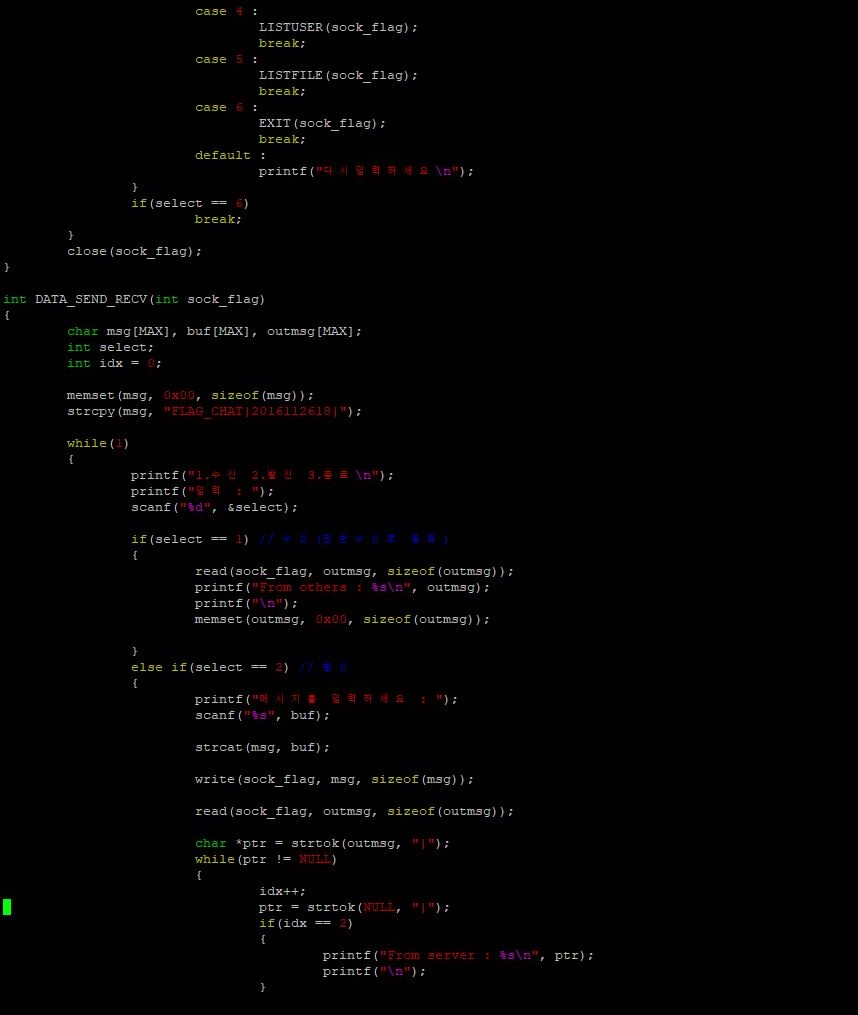 case 4 :
LISTUSER(sock_flag);
break;
case 5 :
LISTFILE(sock_flag);
break;
case 6 :
EXIT(sock_flag);
break;
default :
printf("다시입력하세요\n");
}
if(select == 6)
break;
}
close(sock_flag);
}
int DATA_SEND_RECV(int sock_flag)
{
char msg[MAX], buf[MAX], outmsg[MAX];
int select;
int idx = 0;
memset(msg, 0x00, sizeof(msg));
strcpy(msg, "FLAG_CHAT|2016112618|");
while(1)
{
printf("1.수신 2.발신 3.종료\n");
printf("입력 : ");
scanf("%d", &select);
if(select == 1) // 수신 (한번수신후 종료)
{
read(sock_flag, outmsg, sizeof(outmsg));
printf("From others : %s\n", outmsg);
printf("\n");
memset(outmsg, 0x00, sizeof(outmsg));
}
else if(select == 2) // 발신
{
printf("메시지를 입력하세요 : ");
scanf("%s", buf);
strcat(msg, buf);
write(sock_flag, msg, sizeof(msg));
read(sock_flag, outmsg, sizeof(outmsg));
char *ptr = strtok(outmsg, "|");
while(ptr != NULL)
{
idx++;
ptr = strtok(NULL, "|");
if(idx == 2)
{
printf("From server : %s\n", ptr);
printf("\n");
}